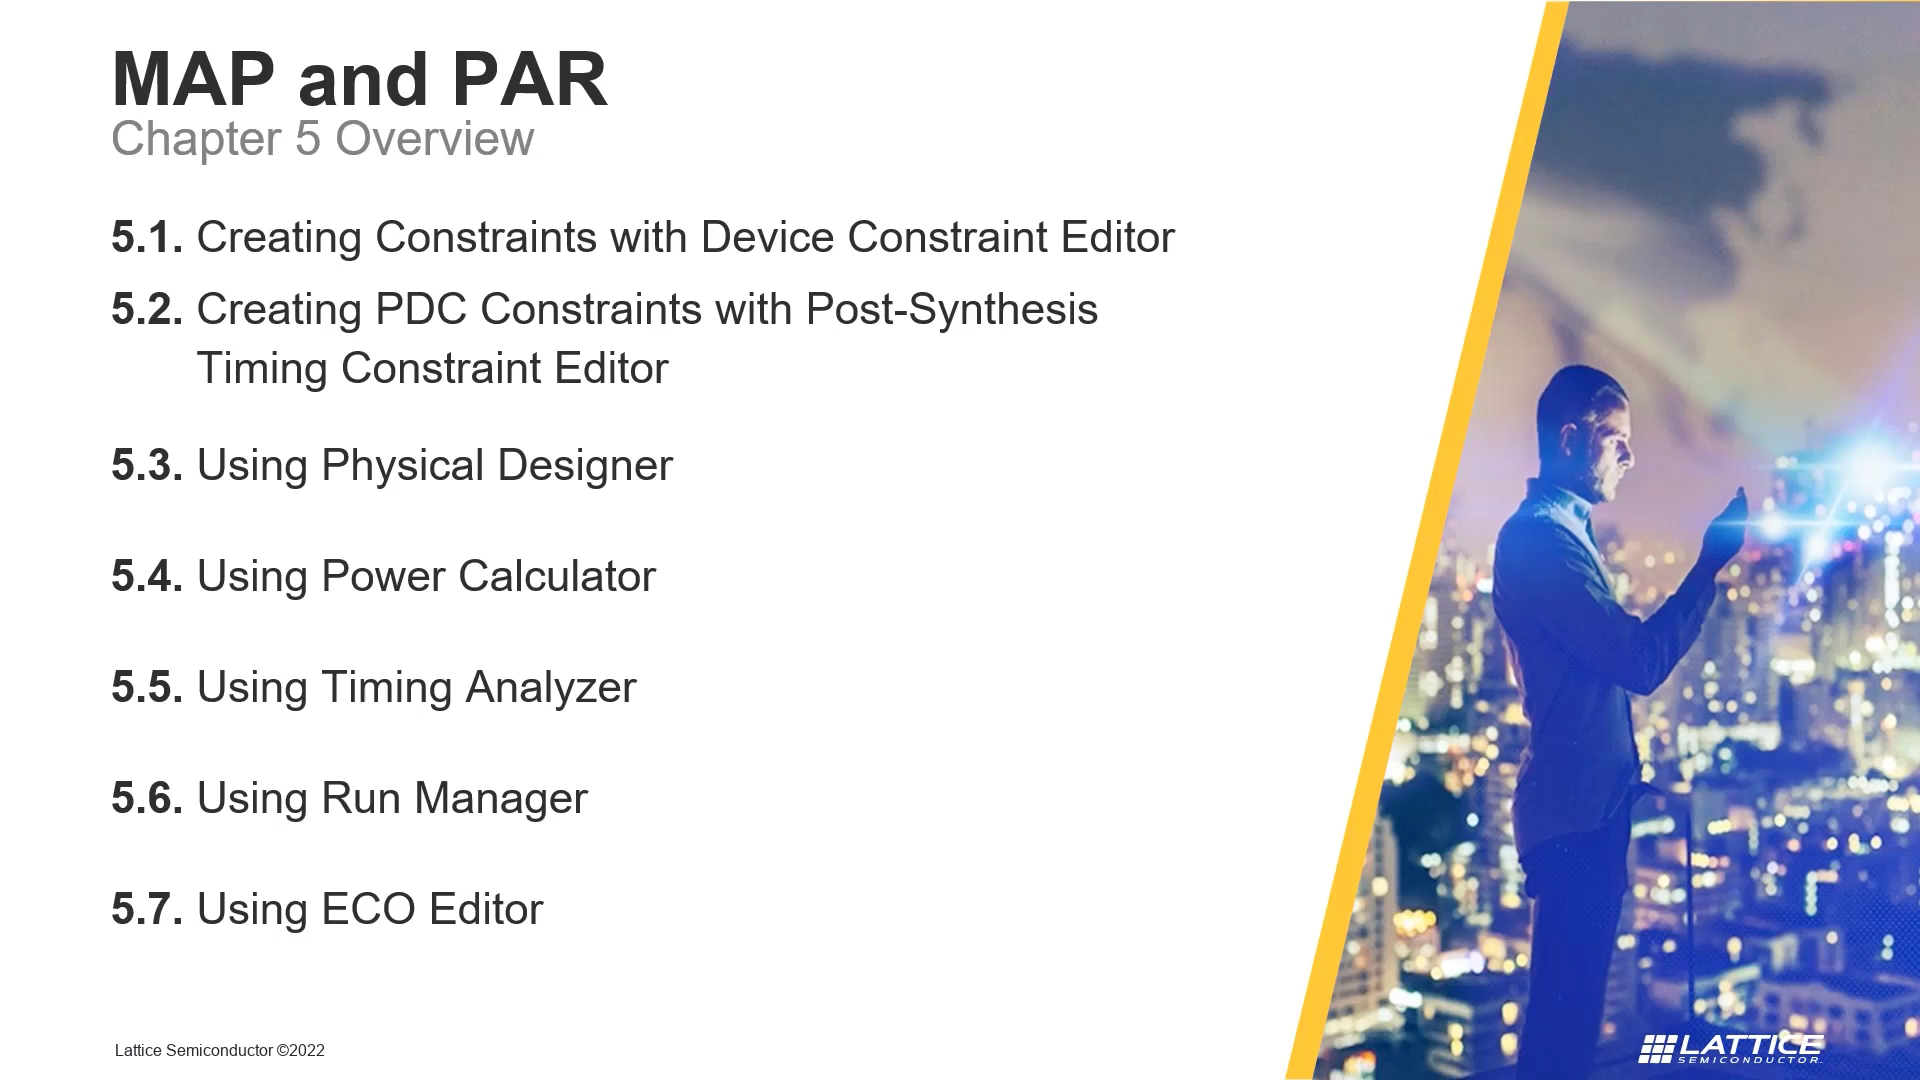 MAP and PAR
Chapter 5 Overview
5.1. Creating Constraints with Device Constraint Editor
5.2. Creating PDC Constraints with Post-Synthesis
Timing Constraint Editor
5.3. Using Physical Designer
5.4. Using Power Calculator
5.5. Using Timing Analyzer
5.6. Using Run Manager
5.7. Using ECO Editor
Lattice Semiconductor ©2022
LATTICE
SEMICONDUCTOR